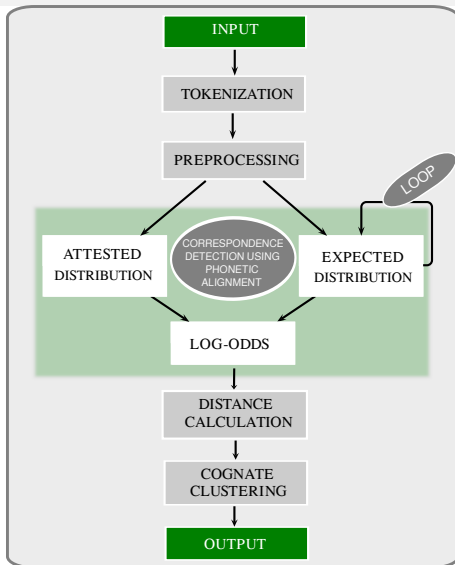 INPUT
TOKENIZATION
PREPROCESSING
LOOP
ATTESTED
DISTRIBUTION
CORRESPONDENCE
DETECTION USING
PHONETIC
ALIGNMENT
EXPECTED
DISTRIBUTION
LOG-ODDS
DISTANCE
CALCULATION
COGNATE
CLUSTERING
OUTPUT